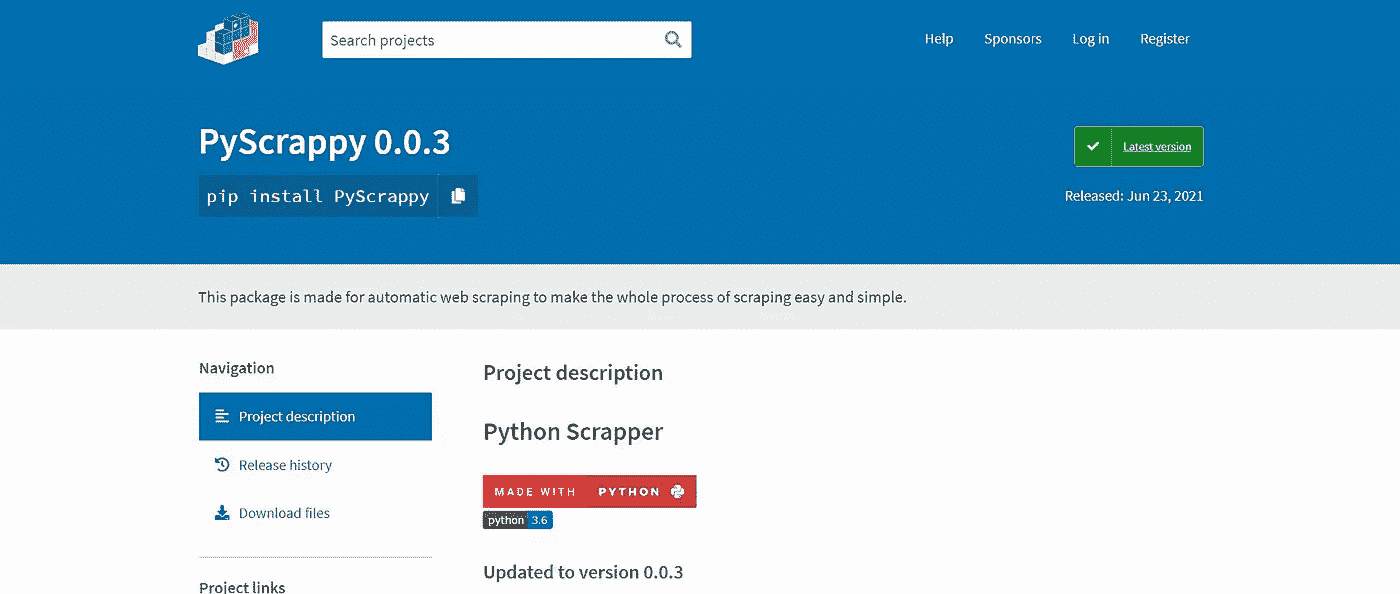 Search projects
Help Sponsors Log in Register
PyScrappy 0.0.3
Latest version
pip install PyScrappy
Released: Jun 23, 2021
This package is made for automatic web scraping to make the whole process of scraping easy and simple.
Navigation
Project description
Release history
Download files
Project links
Project description
Python Scrapper
MADE WITH PYTHON
python 3.6
Updated to version 0.0.3